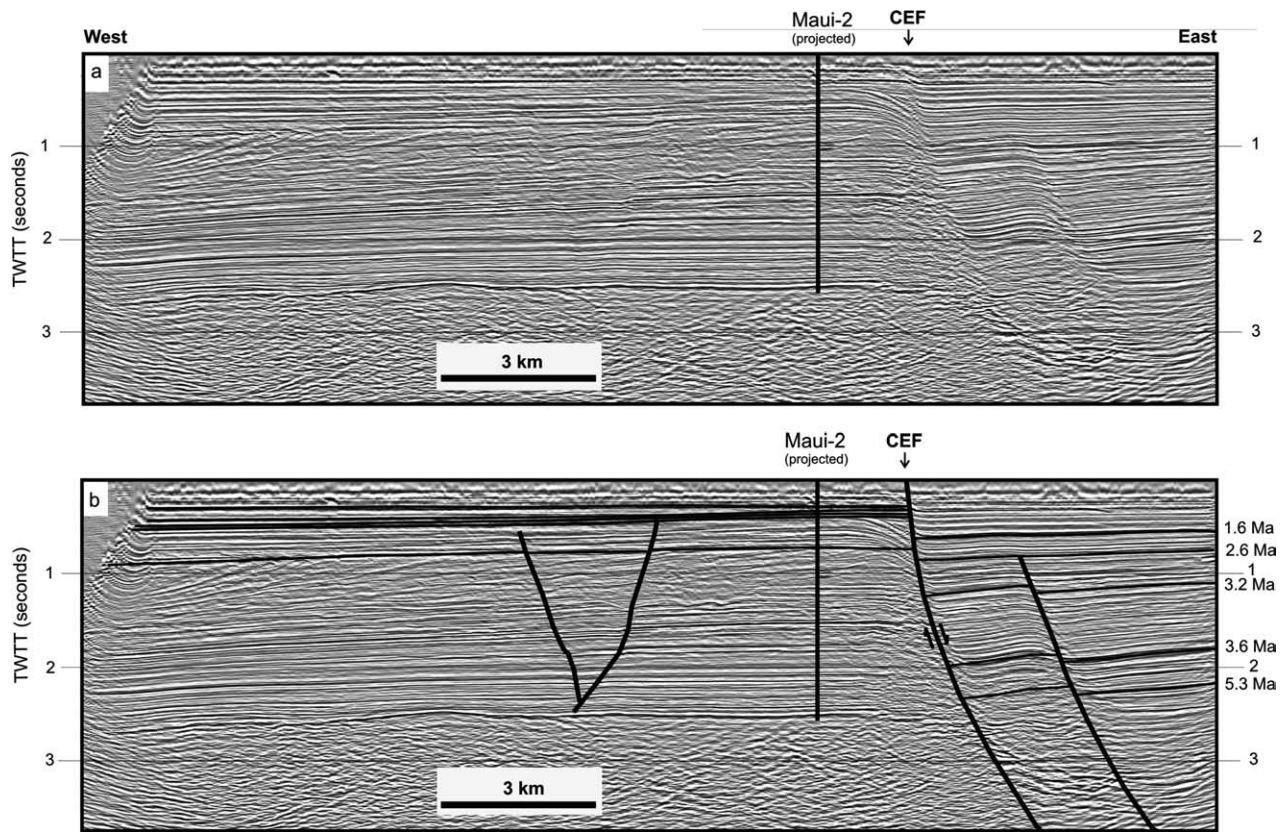 Maui-2
(projected)
CEF
West
East
a
1
1
TWTT (seconds)
2
2
3
3
3 km
Maui-2
(projected)
CEF
b
1.6 Ma
2.6 Ma
1
1
3.2 Ma
TWTT (seconds)
3.6 Ma
2
2
5.3 Ma
3
3
3 km